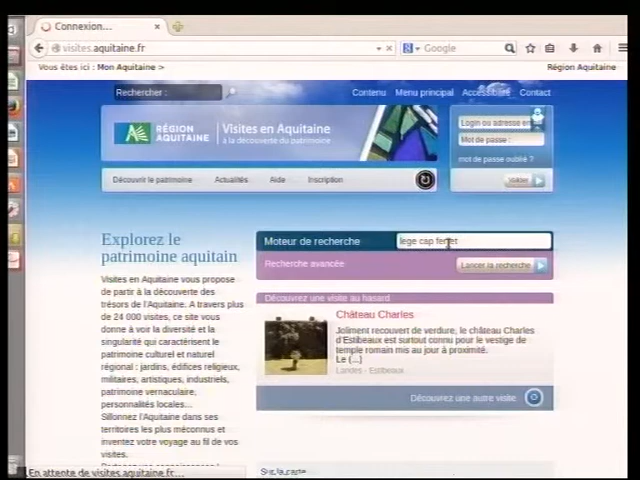 Connexion...
visites.aquitaine.fr
Google
Vous êtes ici : Mon Aquitaine >
Région Aquitaine
Rechercher :
Contenu Menu principal Accessibilité Contact
RÉGION
AQUITAINE
Visites en Aquitaine
à la découverte du patrimoine
Login ou adresse em
Mot de passe :
mot de passe oublié ?
Valider
Découvrir le patrimoine Actualités Aide Inscription
Explorez le
patrimoine aquitain
Visites en Aquitaine vous propose
de partir à la découverte des
trésors de l'Aquitaine. A travers plus
de 24 000 visites, ce site vous
donne à voir la diversité et la
singularité qui caractérisent le
patrimoine culturel et naturel
régional : jardins, édifices religieux,
militaires, artistiques, industriels,
patrimoine vernaculaire,
personnalités locales...
Sillonnez l'Aquitaine dans ses
territoires les plus méconnus et
inventez votre voyage au fil de vos
visites.
Moteur de recherche
lege cap ferret
Recherche avancée
Lancer la recherche
Découvrez une visite au hasard
Château Charles
Joliment recouvert de verdure, le château Charles
d'Estibeaux est surtout connu pour le vestige de
temple romain mis au jour à proximité.
Le (...)
Landes - Estibeaux
Découvrez une autre visite
Sur la carte
En attente de visites.aquitaine.fr...